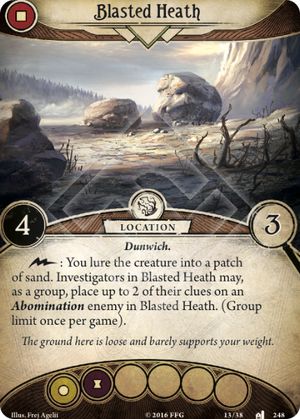 Blasted Heath
4
LOCATION
3
Dunwich.
: You lure the creature into a patch
of sand. Investigators in Blasted Heath may,
as a group, place up to 2 of their clues on an
Abomination enemy in Blasted Heath. (Group
limit once per game).
The ground here is loose and barely supports your weight.
Illus. Frej Agelii
© 2016 FFG
13/38
248